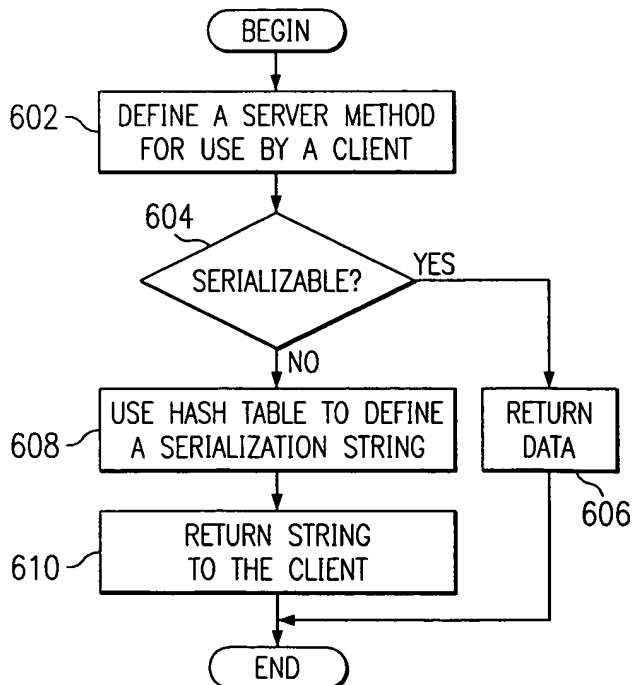 BEGIN
602
DEFINE A SERVER METHOD
FOR USE BY A CLIENT
604
SERIALIZABLE?
YES
NO
608
USE HASH TABLE TO DEFINE
A SERIALIZATION STRING
RETURN
DATA
606
610
RETURN STRING
TO THE CLIENT
END